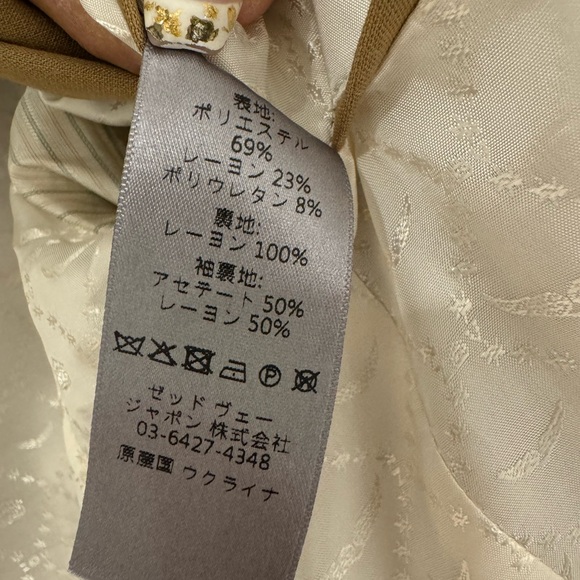 表地:
ポリエステル
69%
レーヨン 23%
ポリウレタン 8%
裏地:
レーヨン 100%
袖裏地:
アセテート 50%
レーヨン 50%
P
ゼッド ヴェー
ジャポン 株式会社
03-6427-4348
原産国 ウクライナ